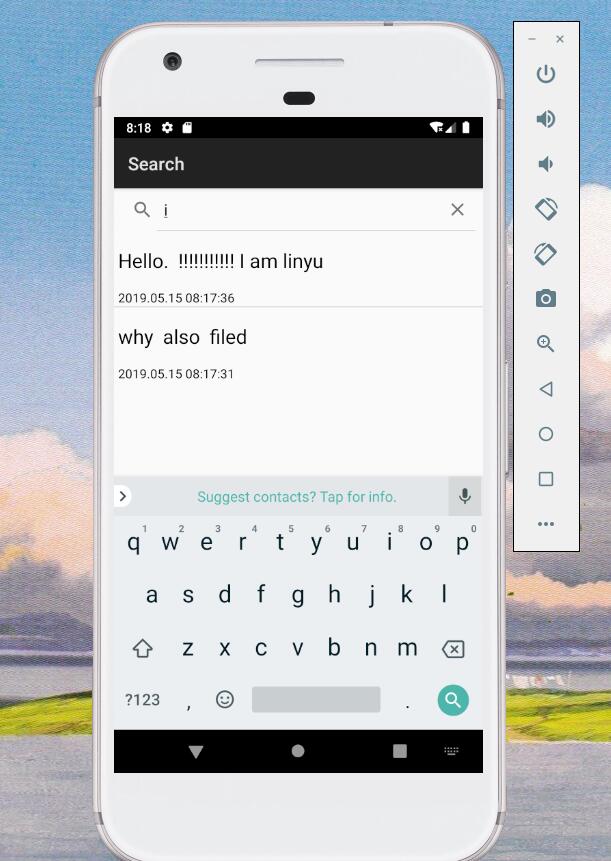 8:18
Search
i
Hello.  !!!!!!!!!!! I am linyu
2019.05.15 08:17:36
why  also  filed
2019.05.15 08:17:31
Suggest contacts? Tap for info.
1 2 3 4 5 6 7 8 9 0
q w e r t y u i o p
a s d f g h j k l
z x c v b n m
?123 , .